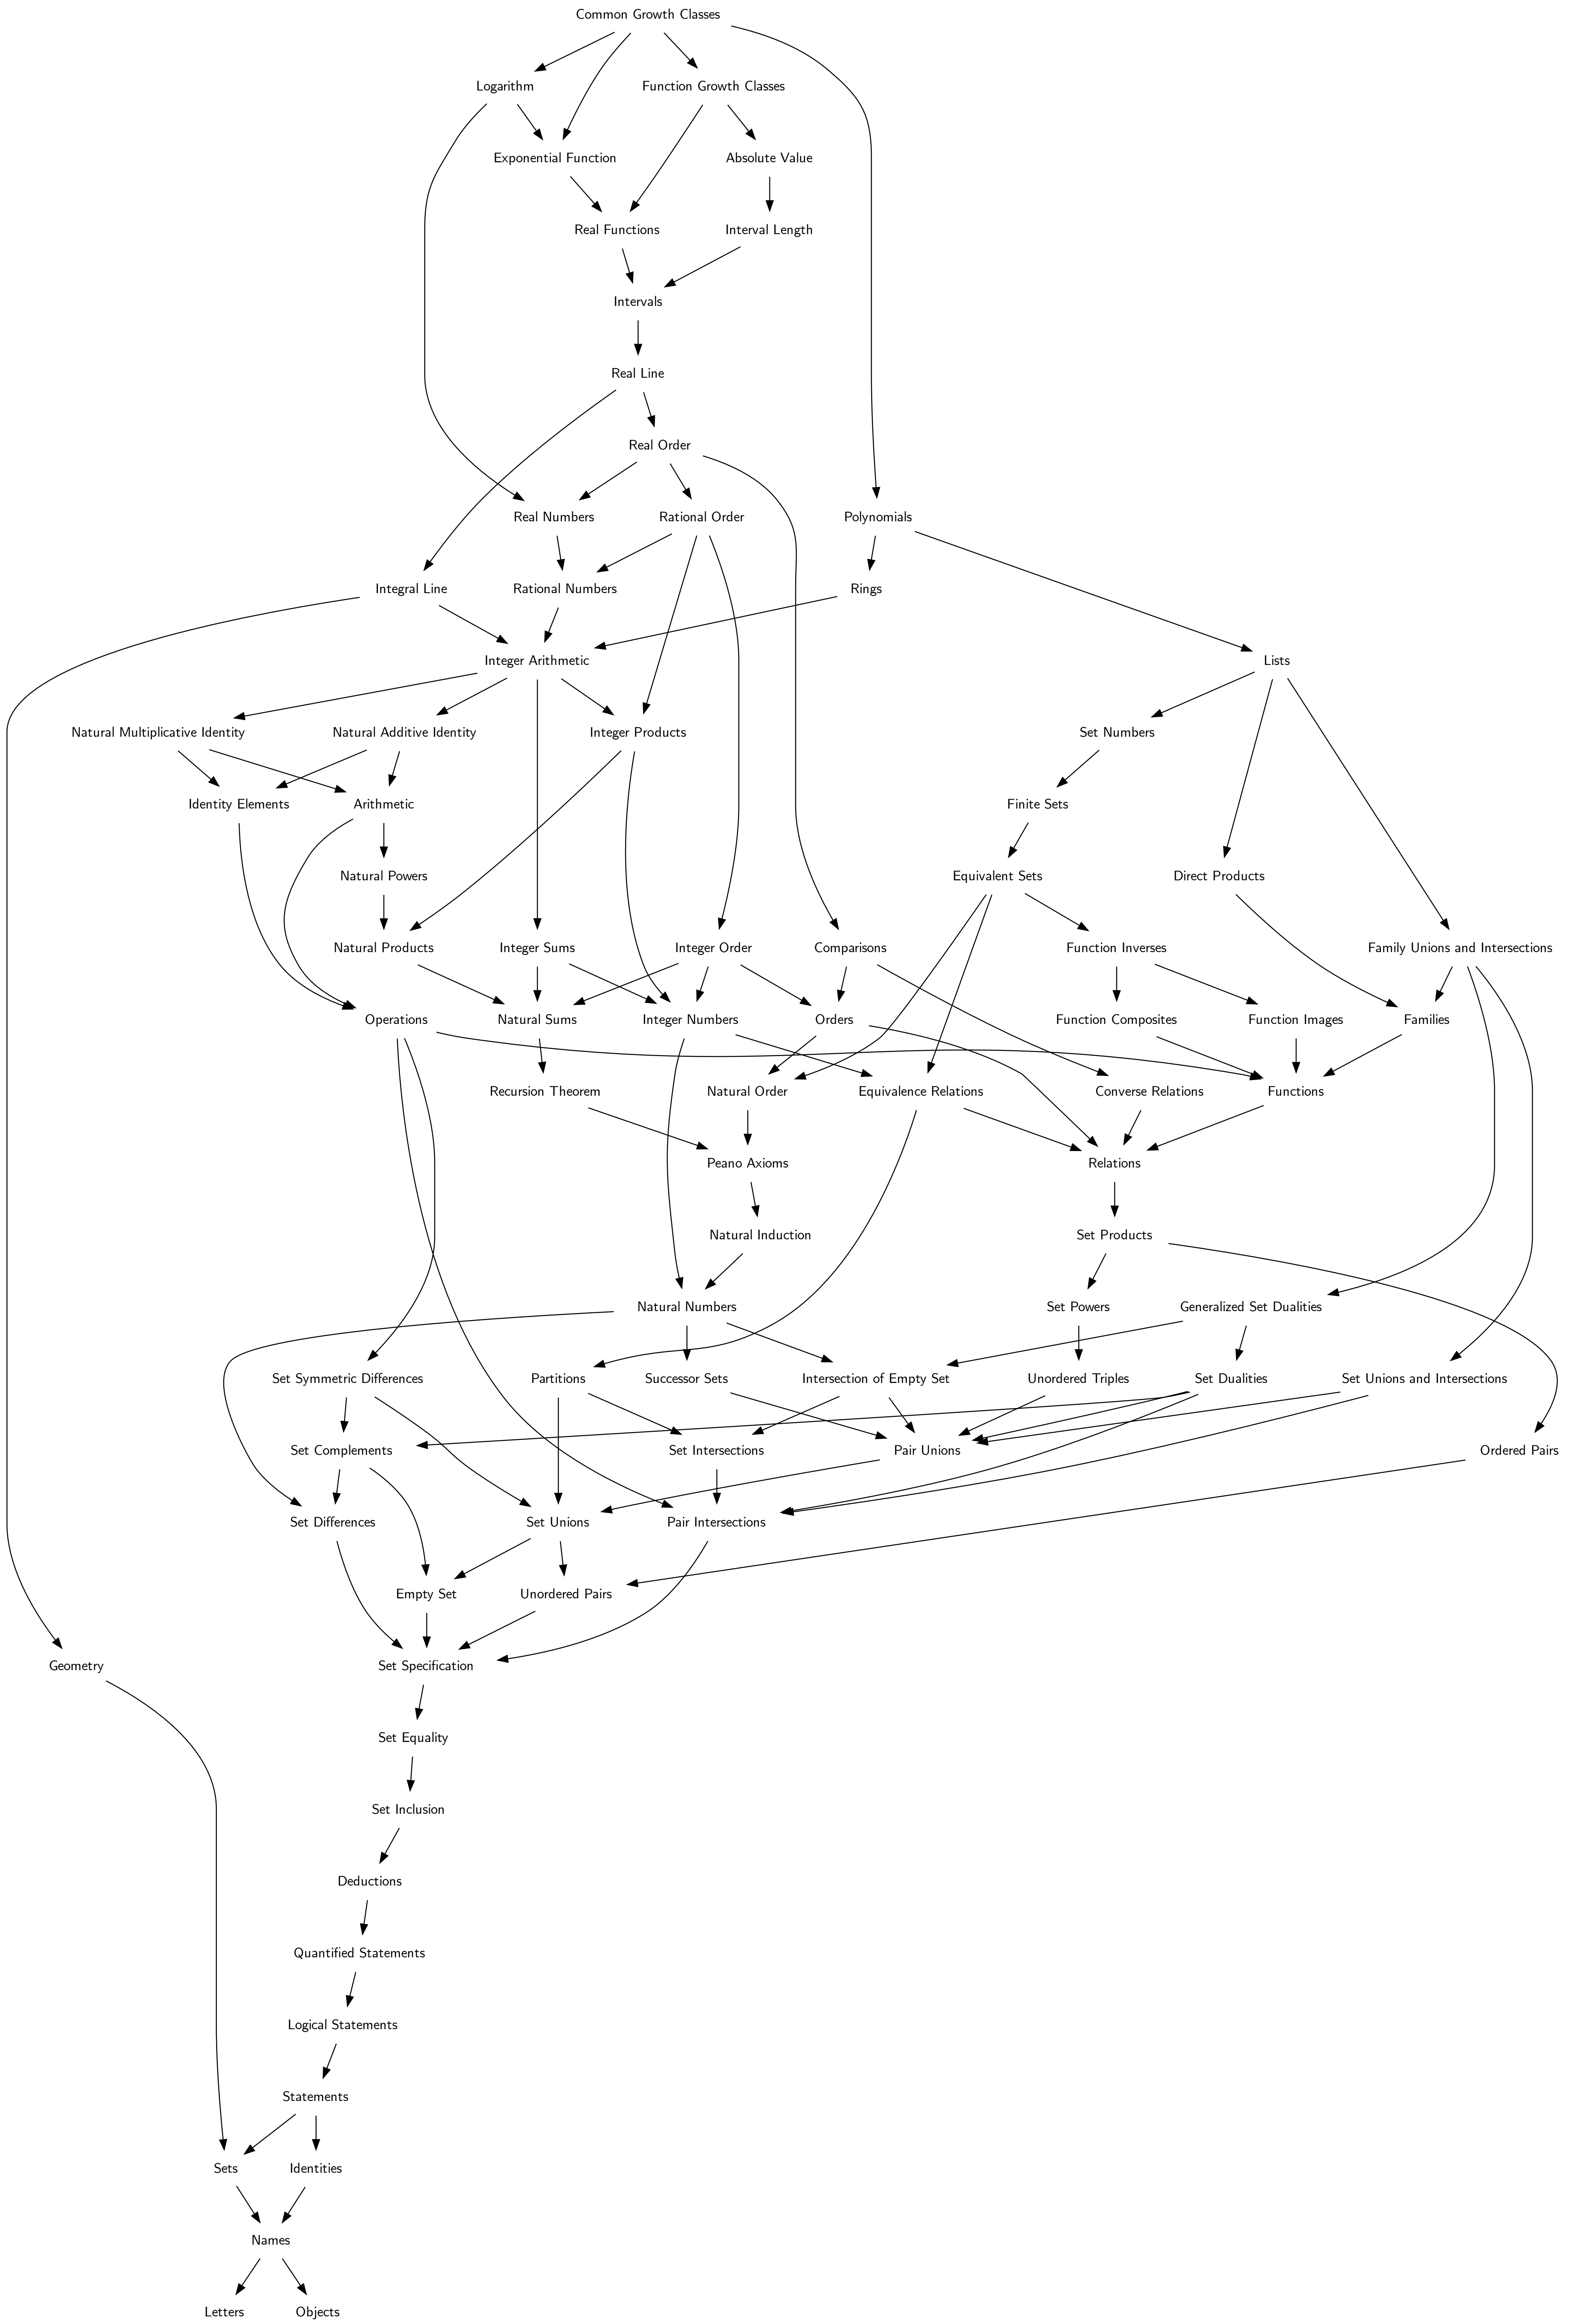 Common Growth Classes
Logarithm
Function Growth Classes
Exponential Function
Absolute Value
Real Functions
Interval Length
Intervals
Real Line
Real Order
Real Numbers
Rational Order
Polynomials
Integral Line
Rational Numbers
Rings
Integer Arithmetic
Lists
Natural Multiplicative Identity
Natural Additive Identity
Integer Products
Set Numbers
Identity Elements
Arithmetic
Finite Sets
Natural Powers
Equivalent Sets
Direct Products
Natural Products
Integer Sums
Integer Order
Comparisons
Function Inverses
Family Unions and Intersections
Operations
Natural Sums
Integer Numbers
Orders
Function Composites
Function Images
Families
Recursion Theorem
Natural Order
Equivalence Relations
Converse Relations
Functions
Peano Axioms
Relations
Natural Induction
Set Products
Natural Numbers
Set Powers
Generalized Set Dualities
Set Symmetric Differences
Partitions
Successor Sets
Intersection of Empty Set
Unordered Triples
Set Dualities
Set Unions and Intersections
Set Complements
Set Intersections
Pair Unions
Ordered Pairs
Set Differences
Set Unions
Pair Intersections
Empty Set
Unordered Pairs
Geometry
Set Specification
Set Equality
Set Inclusion
Deductions
Quantified Statements
Logical Statements
Statements
Sets
Identities
Names
Letters
Objects